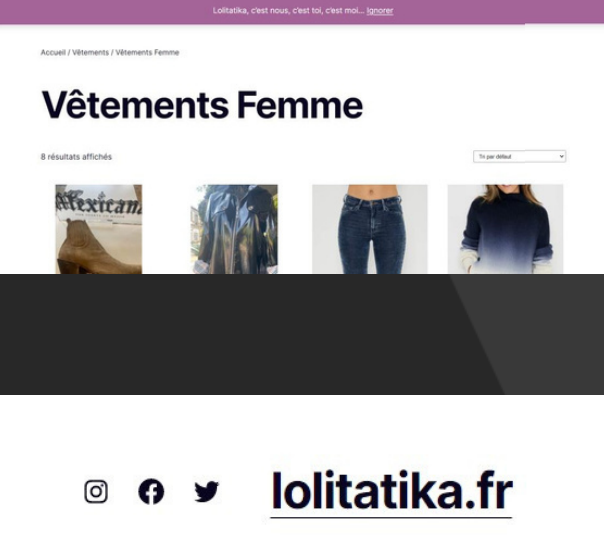 Lolitatika, c'est nous, c'est toi, c'est moi... Ignorer
Accueil / Vêtements / Vêtements Femme
Vêtements Femme
8 résultats affichés
Tri par défaut
Mexicana
lolitatika.fr